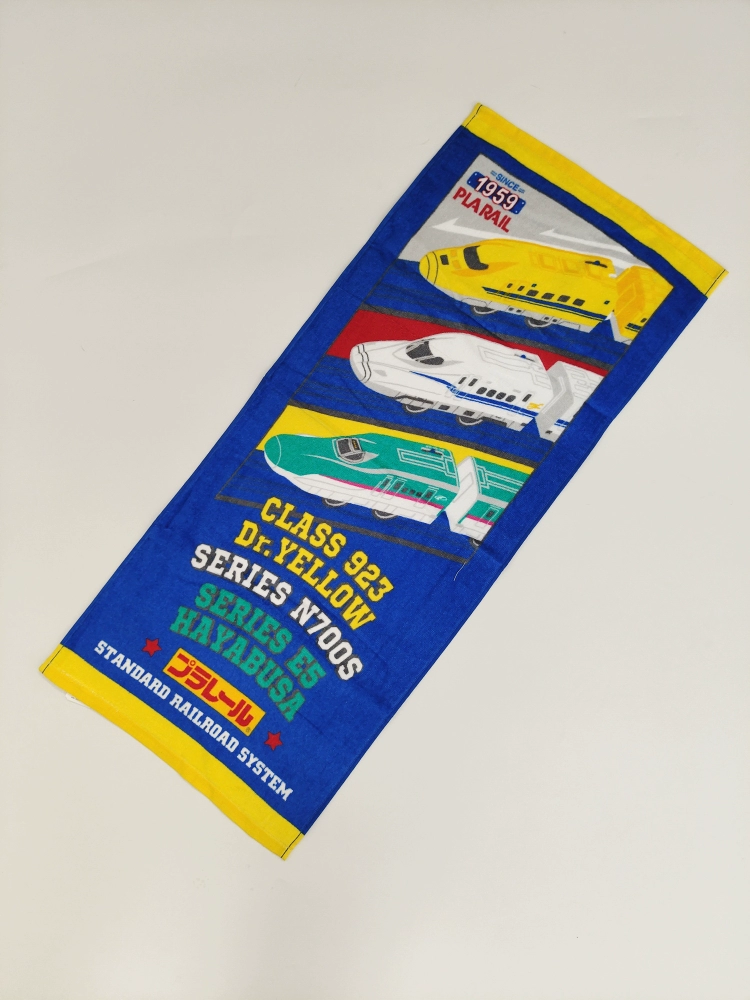 SINCE
1959
PLARAIL
CLASS 923
Dr.YELLOW
SERIES N700S
SERIES E5
HAYABUSA
プラレール
STANDARD RAILROAD SYSTEM